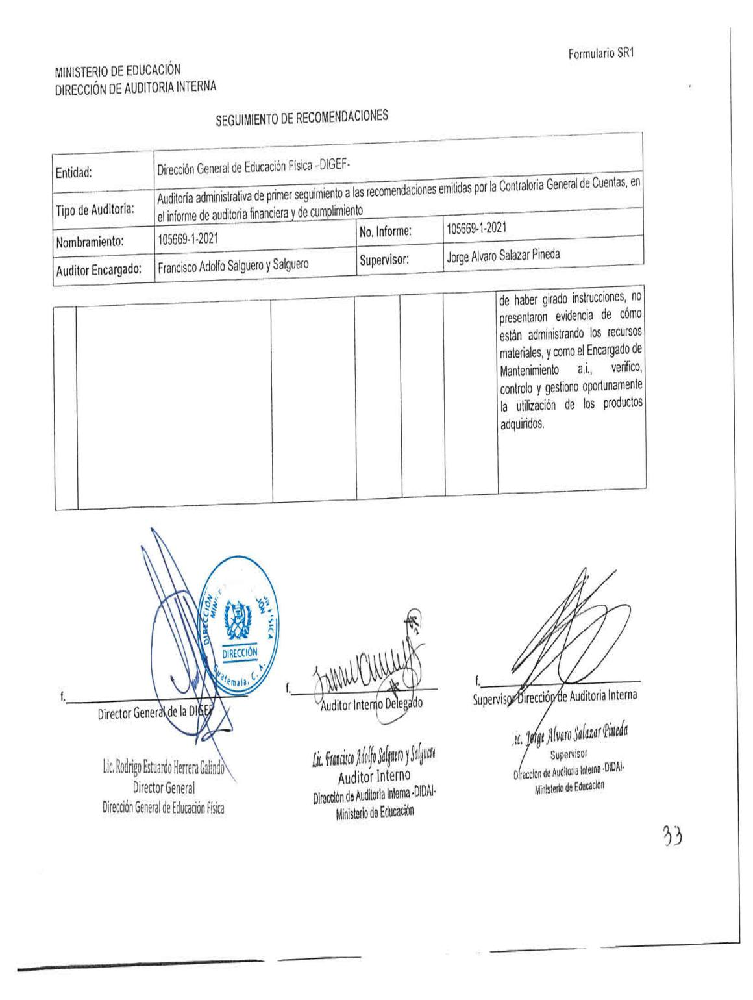 Formulario SR1
MINISTERIO DE EDUCACIÓN
DIRECCIÓN DE AUDITORIA INTERNA
SEGUIMIENTO DE RECOMENDACIONES
Entidad: Dirección General de Educación Física –DIGEF-
Tipo de Auditoría: Auditoría administrativa de primer seguimiento a las recomendaciones emitidas por la Contraloría General de Cuentas, en
el informe de auditoría financiera y de cumplimiento
Nombramiento: 105669-1-2021 No. Informe: 105669-1-2021
Auditor Encargado: Francisco Adolfo Salguero y Salguero Supervisor: Jorge Alvaro Salazar Pineda
de haber girado instrucciones, no
presentaron evidencia de cómo
están administrando los recursos
materiales, y como el Encargado de
Mantenimiento a.i., verifico,
controlo y gestiono oportunamente
la utilización de los productos
adquiridos.
DIRECCIÓN
Guatemala, C. A.
f. f. f.
Director General de la DIGEF
Auditor Interno Delegado
Supervisor Dirección de Auditoria Interna
Lic. Rodrigo Estuardo Herrera Galindo
Director General
Dirección General de Educación Física
Lic. Francisco Adolfo Salguero y Salguero
Auditor Interno
Dirección de Auditoría Interna -DIDAI-
Ministerio de Educación
ic. Jorge Alvaro Salazar Pineda
Supervisor
Dirección de Auditoría Interna -DIDAI-
Ministerio de Educación
33